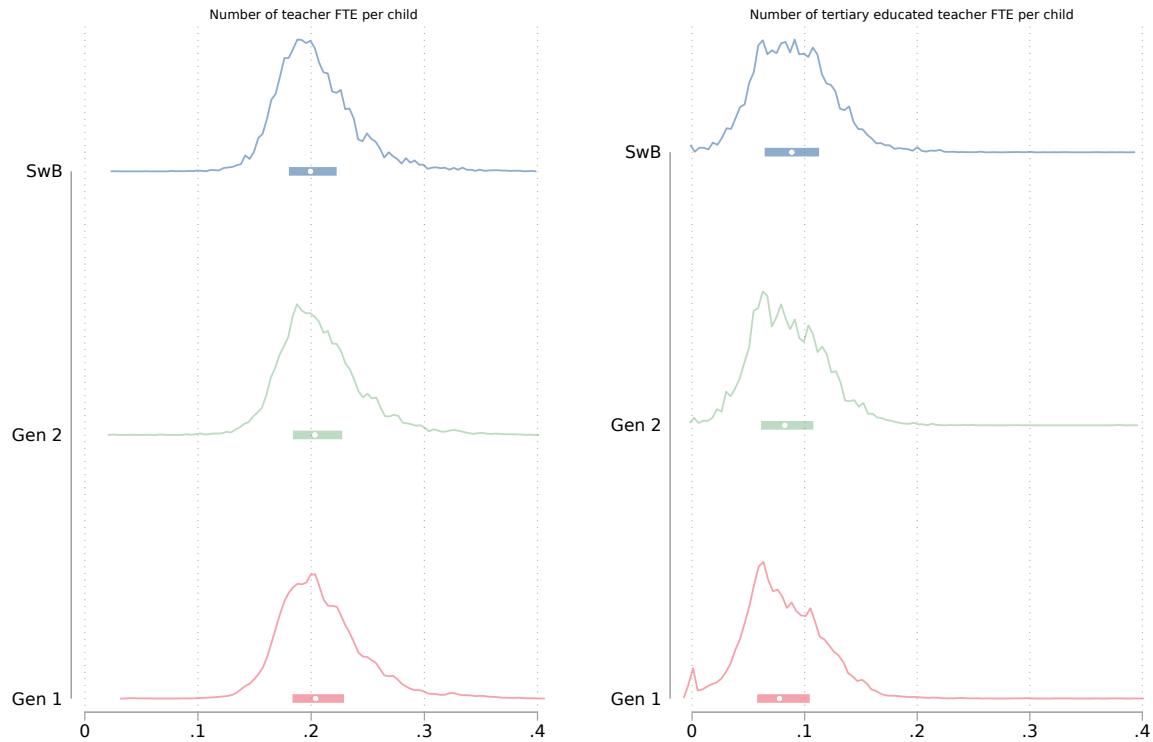 Number of teacher FTE per child
SwB
Gen 2
Gen 1
0 .1 .2 .3 .4
Number of tertiary educated teacher FTE per child
SwB
Gen 2
Gen 1
0 .1 .2 .3 .4